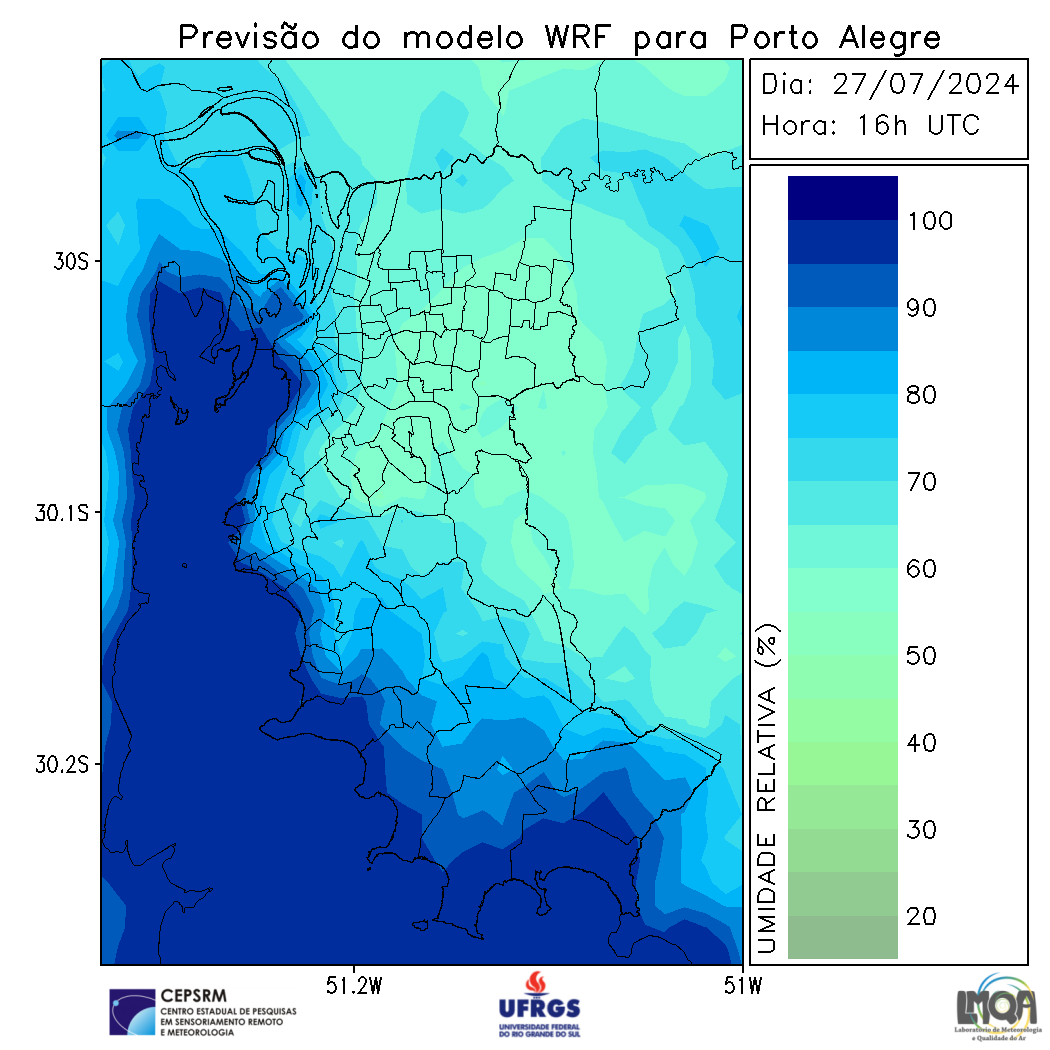 Previsão do modelo WRF para Porto Alegre
Dia: 27/07/2024
Hora: 16h UTC
100
90
80
70
60
50
40
30
20
UMIDADE RELATIVA (%)
30S
30.1S
30.2S
51.2W
51W
CEPSRM
CENTRO ESTADUAL DE PESQUISAS
EM SENSORIAMENTO REMOTO
E METEOROLOGIA
UFRGS
UNIVERSIDADE FEDERAL
DO RIO GRANDE DO SUL
LMQA
Laboratório de Meteorologia
e Qualidade do Ar